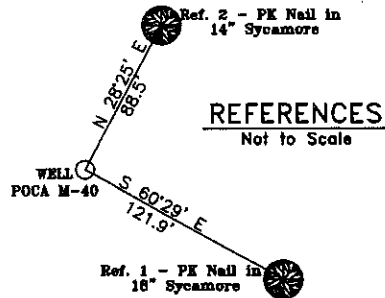 Ref. 2 - PK Nail in
14" Sycamore
N 28°25' E
88.5'
REFERENCES
Not to Scale
WELL
POCA M-40
S 60°29' E
121.9'
Ref. 1 - PK Nail in
16" Sycamore